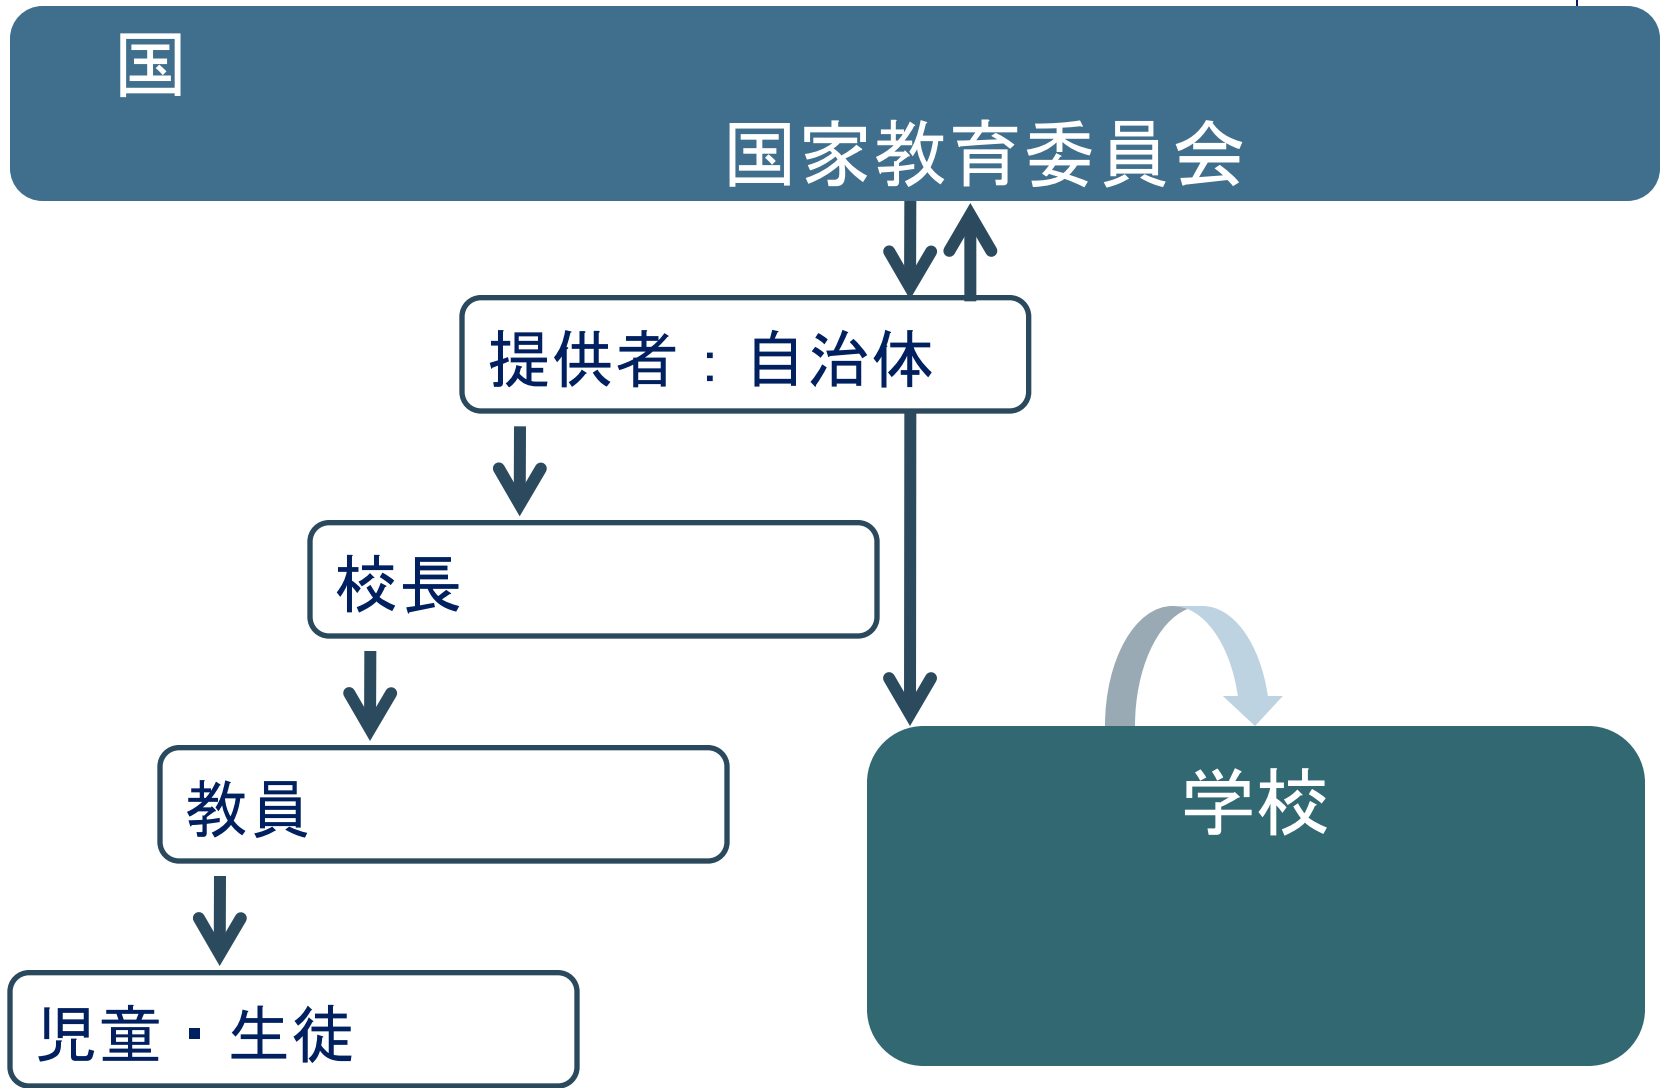 国
国家教育委員会
提供者：自治体
校長
教員
学校
児童・生徒